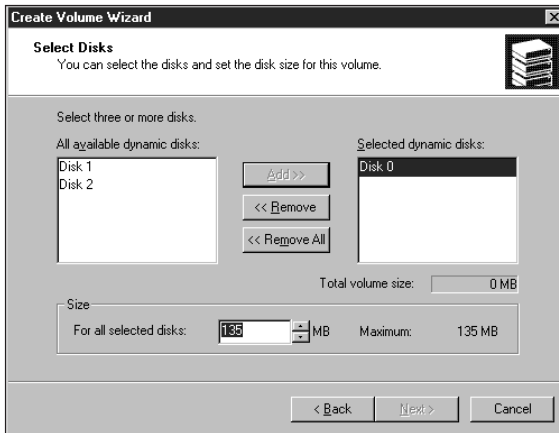 Create Volume Wizard
Select Disks
You can select the disks and set the disk size for this volume.
Select three or more disks.
All available dynamic disks:
Selected dynamic disks:
Disk 1
Disk 2
Disk 0
Add >>
<< Remove
<< Remove All
Total volume size: 0 MB
Size
For all selected disks: 135 MB Maximum: 135 MB
< Back Next > Cancel